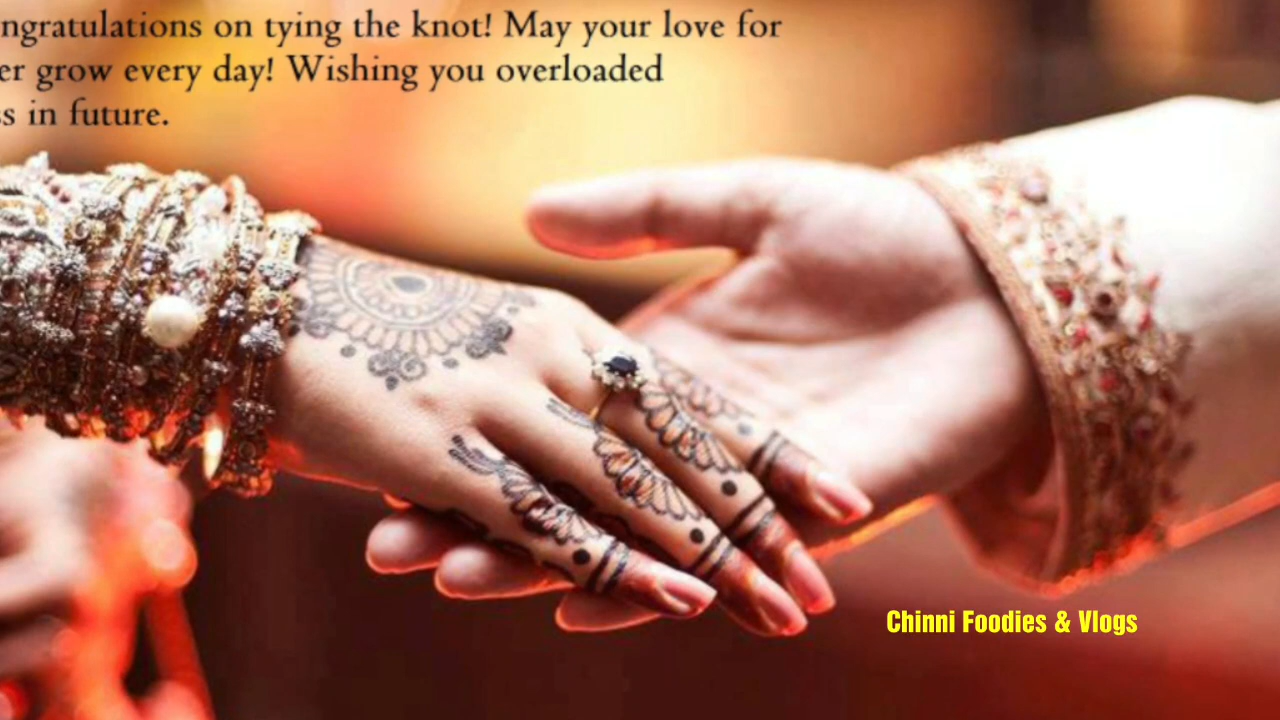 ngratulations on tying the knot! May your love for
er grow every day! Wishing you overloaded
s in future.
Chinni Foodies & Vlogs